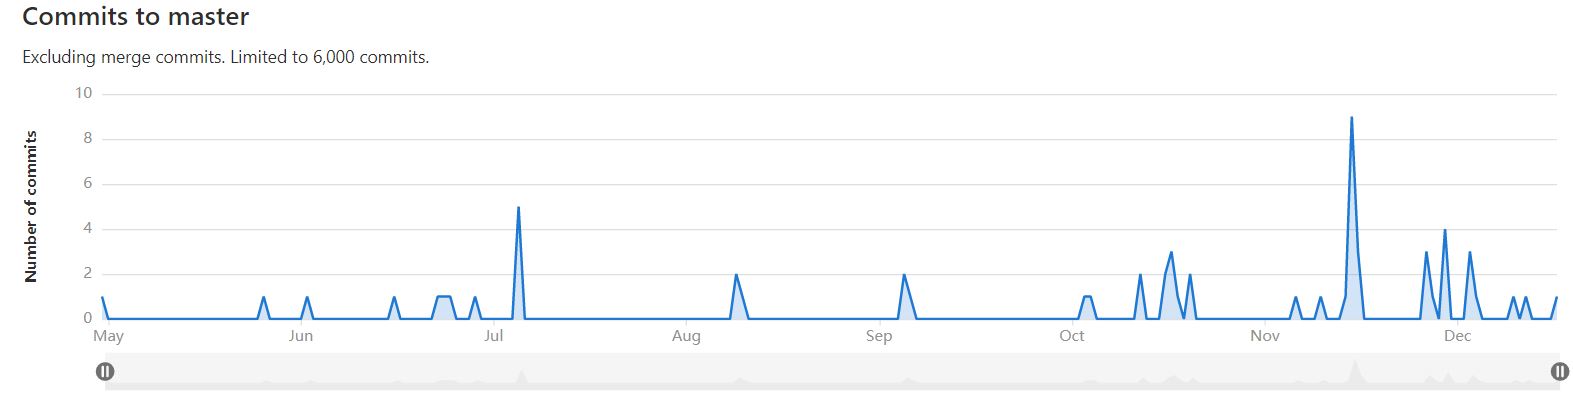 Commits to master
Excluding merge commits. Limited to 6,000 commits.
Number of commits
10
8
6
4
2
0
May Jun Jul Aug Sep Oct Nov Dec